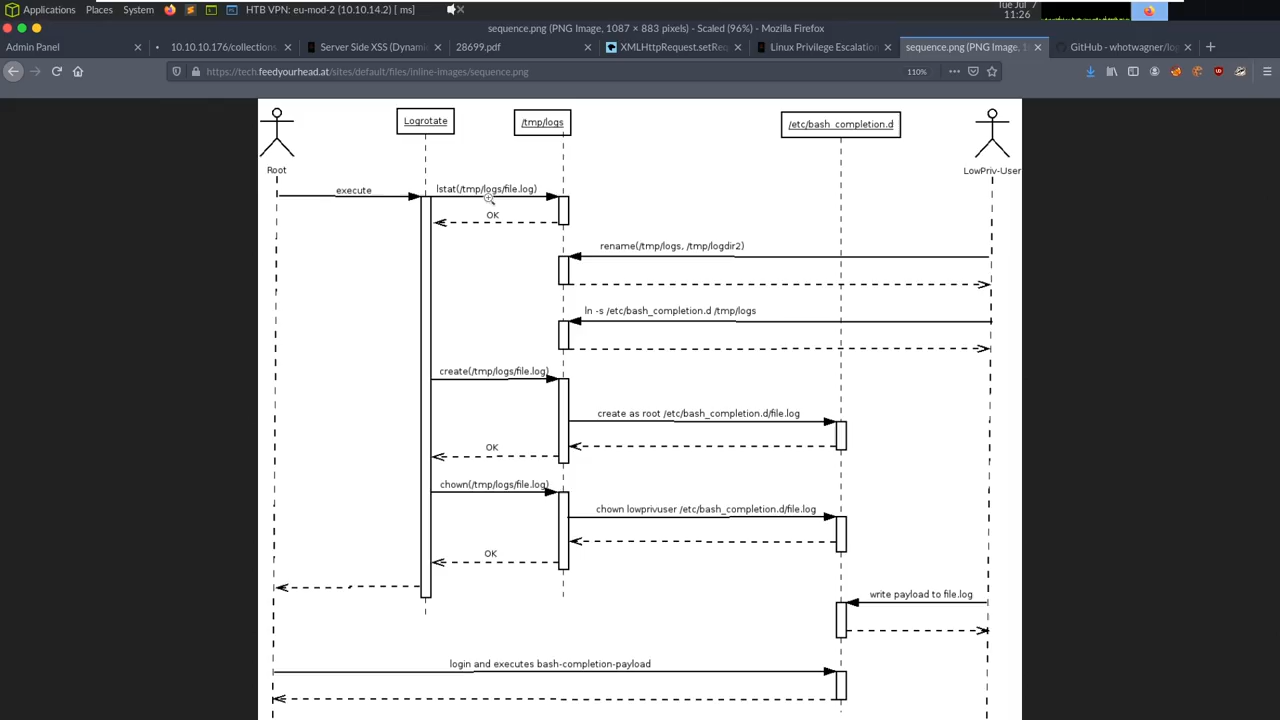 Applications Places System HTB VPN: eu-mod-2 (10.10.14.2) [ ms]
Tue Jul 7
11:26
sequence.png (PNG Image, 1087 × 883 pixels) - Scaled (96%) - Mozilla Firefox
Admin Panel
10.10.10.176/collections
Server Side XSS (Dynamic
28699.pdf
XMLHttpRequest.setReq
Linux Privilege Escalation
sequence.png (PNG Image, 1
GitHub - whotwagner/log
https://tech.feedyourhead.at/sites/default/files/inline-images/sequence.png
110%
Logrotate
/tmp/logs
/etc/bash_completion.d
Root
LowPriv-User
execute
lstat(/tmp/logs/file.log)
OK
rename(/tmp/logs, /tmp/logdir2)
ln -s /etc/bash_completion.d /tmp/logs
create(/tmp/logs/file.log)
create as root /etc/bash_completion.d/file.log
OK
chown(/tmp/logs/file.log)
chown lowprivuser /etc/bash_completion.d/file.log
OK
write payload to file.log
login and executes bash-completion-payload